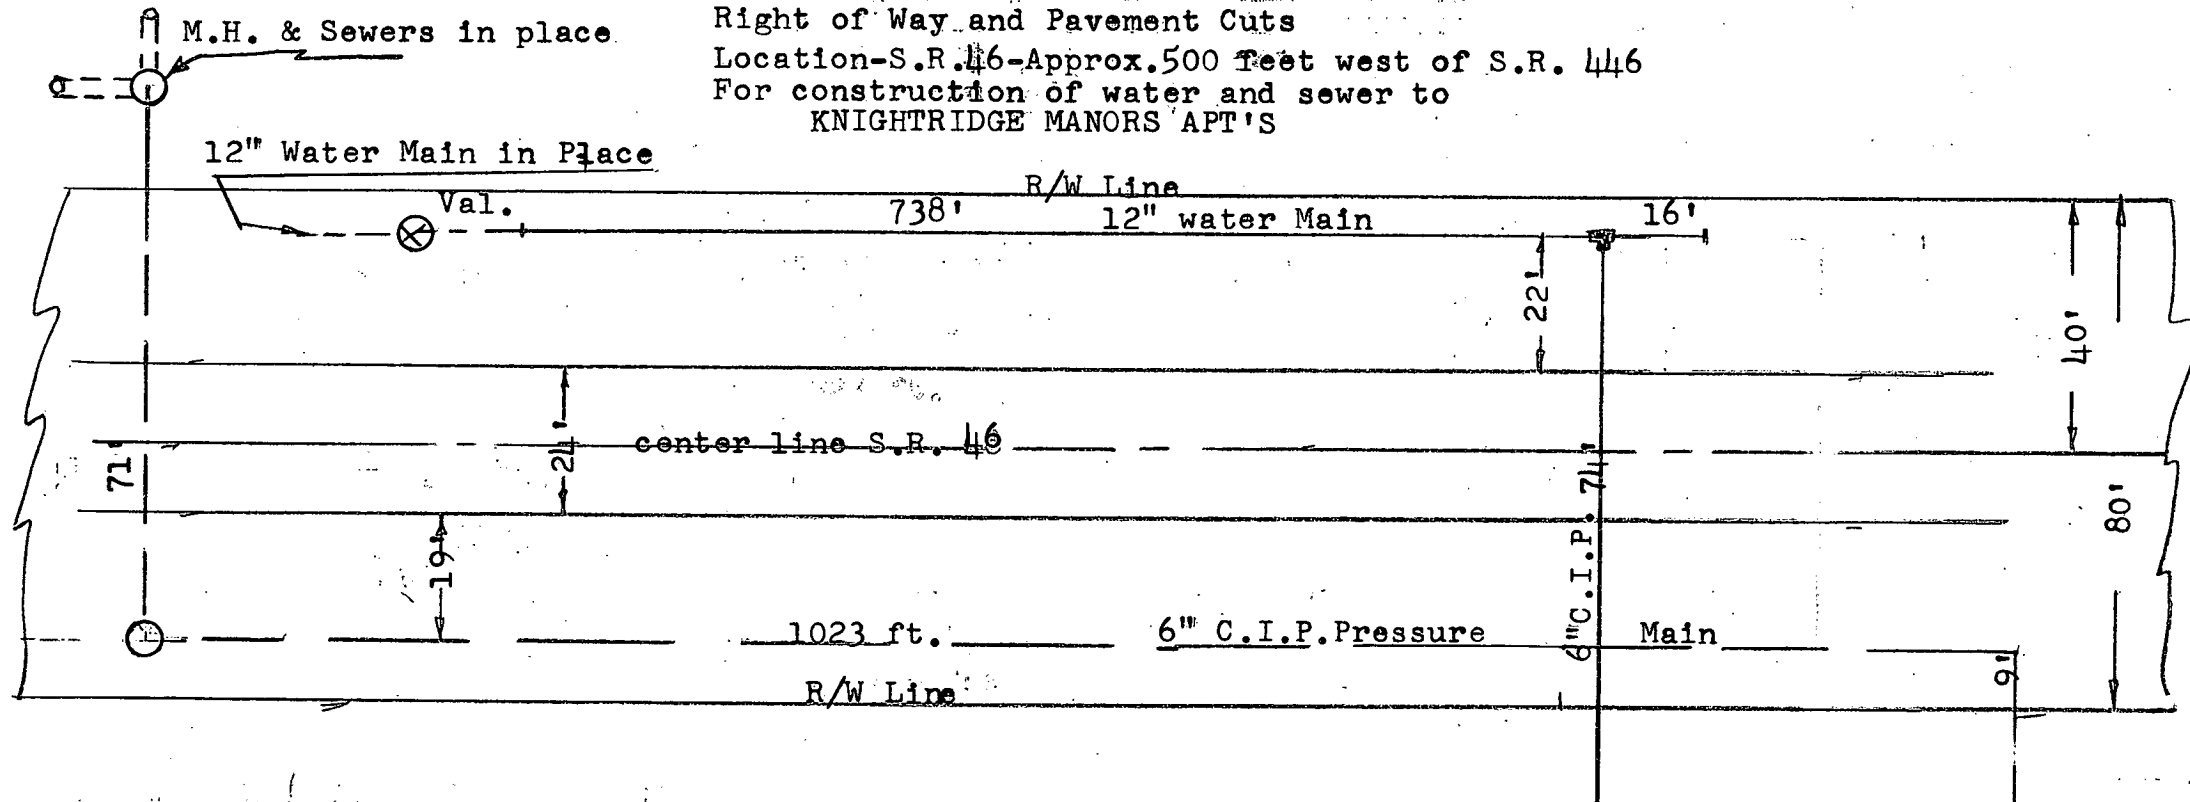 M.H. & Sewers in place
Right of Way and Pavement Cuts
Location-S.R.46-Approx.500 feet west of S.R. 446
For construction of water and sewer to
KNIGHTRIDGE MANORS APT'S
12" Water Main in Place
R/W Line
Val.
738'
12" water Main
16'
22'
40'
24'
center line S.R. 46
71'
6" C.I.P. 74'
80'
19'
1023 ft.
6" C.I.P.Pressure Main
9'
R/W Line